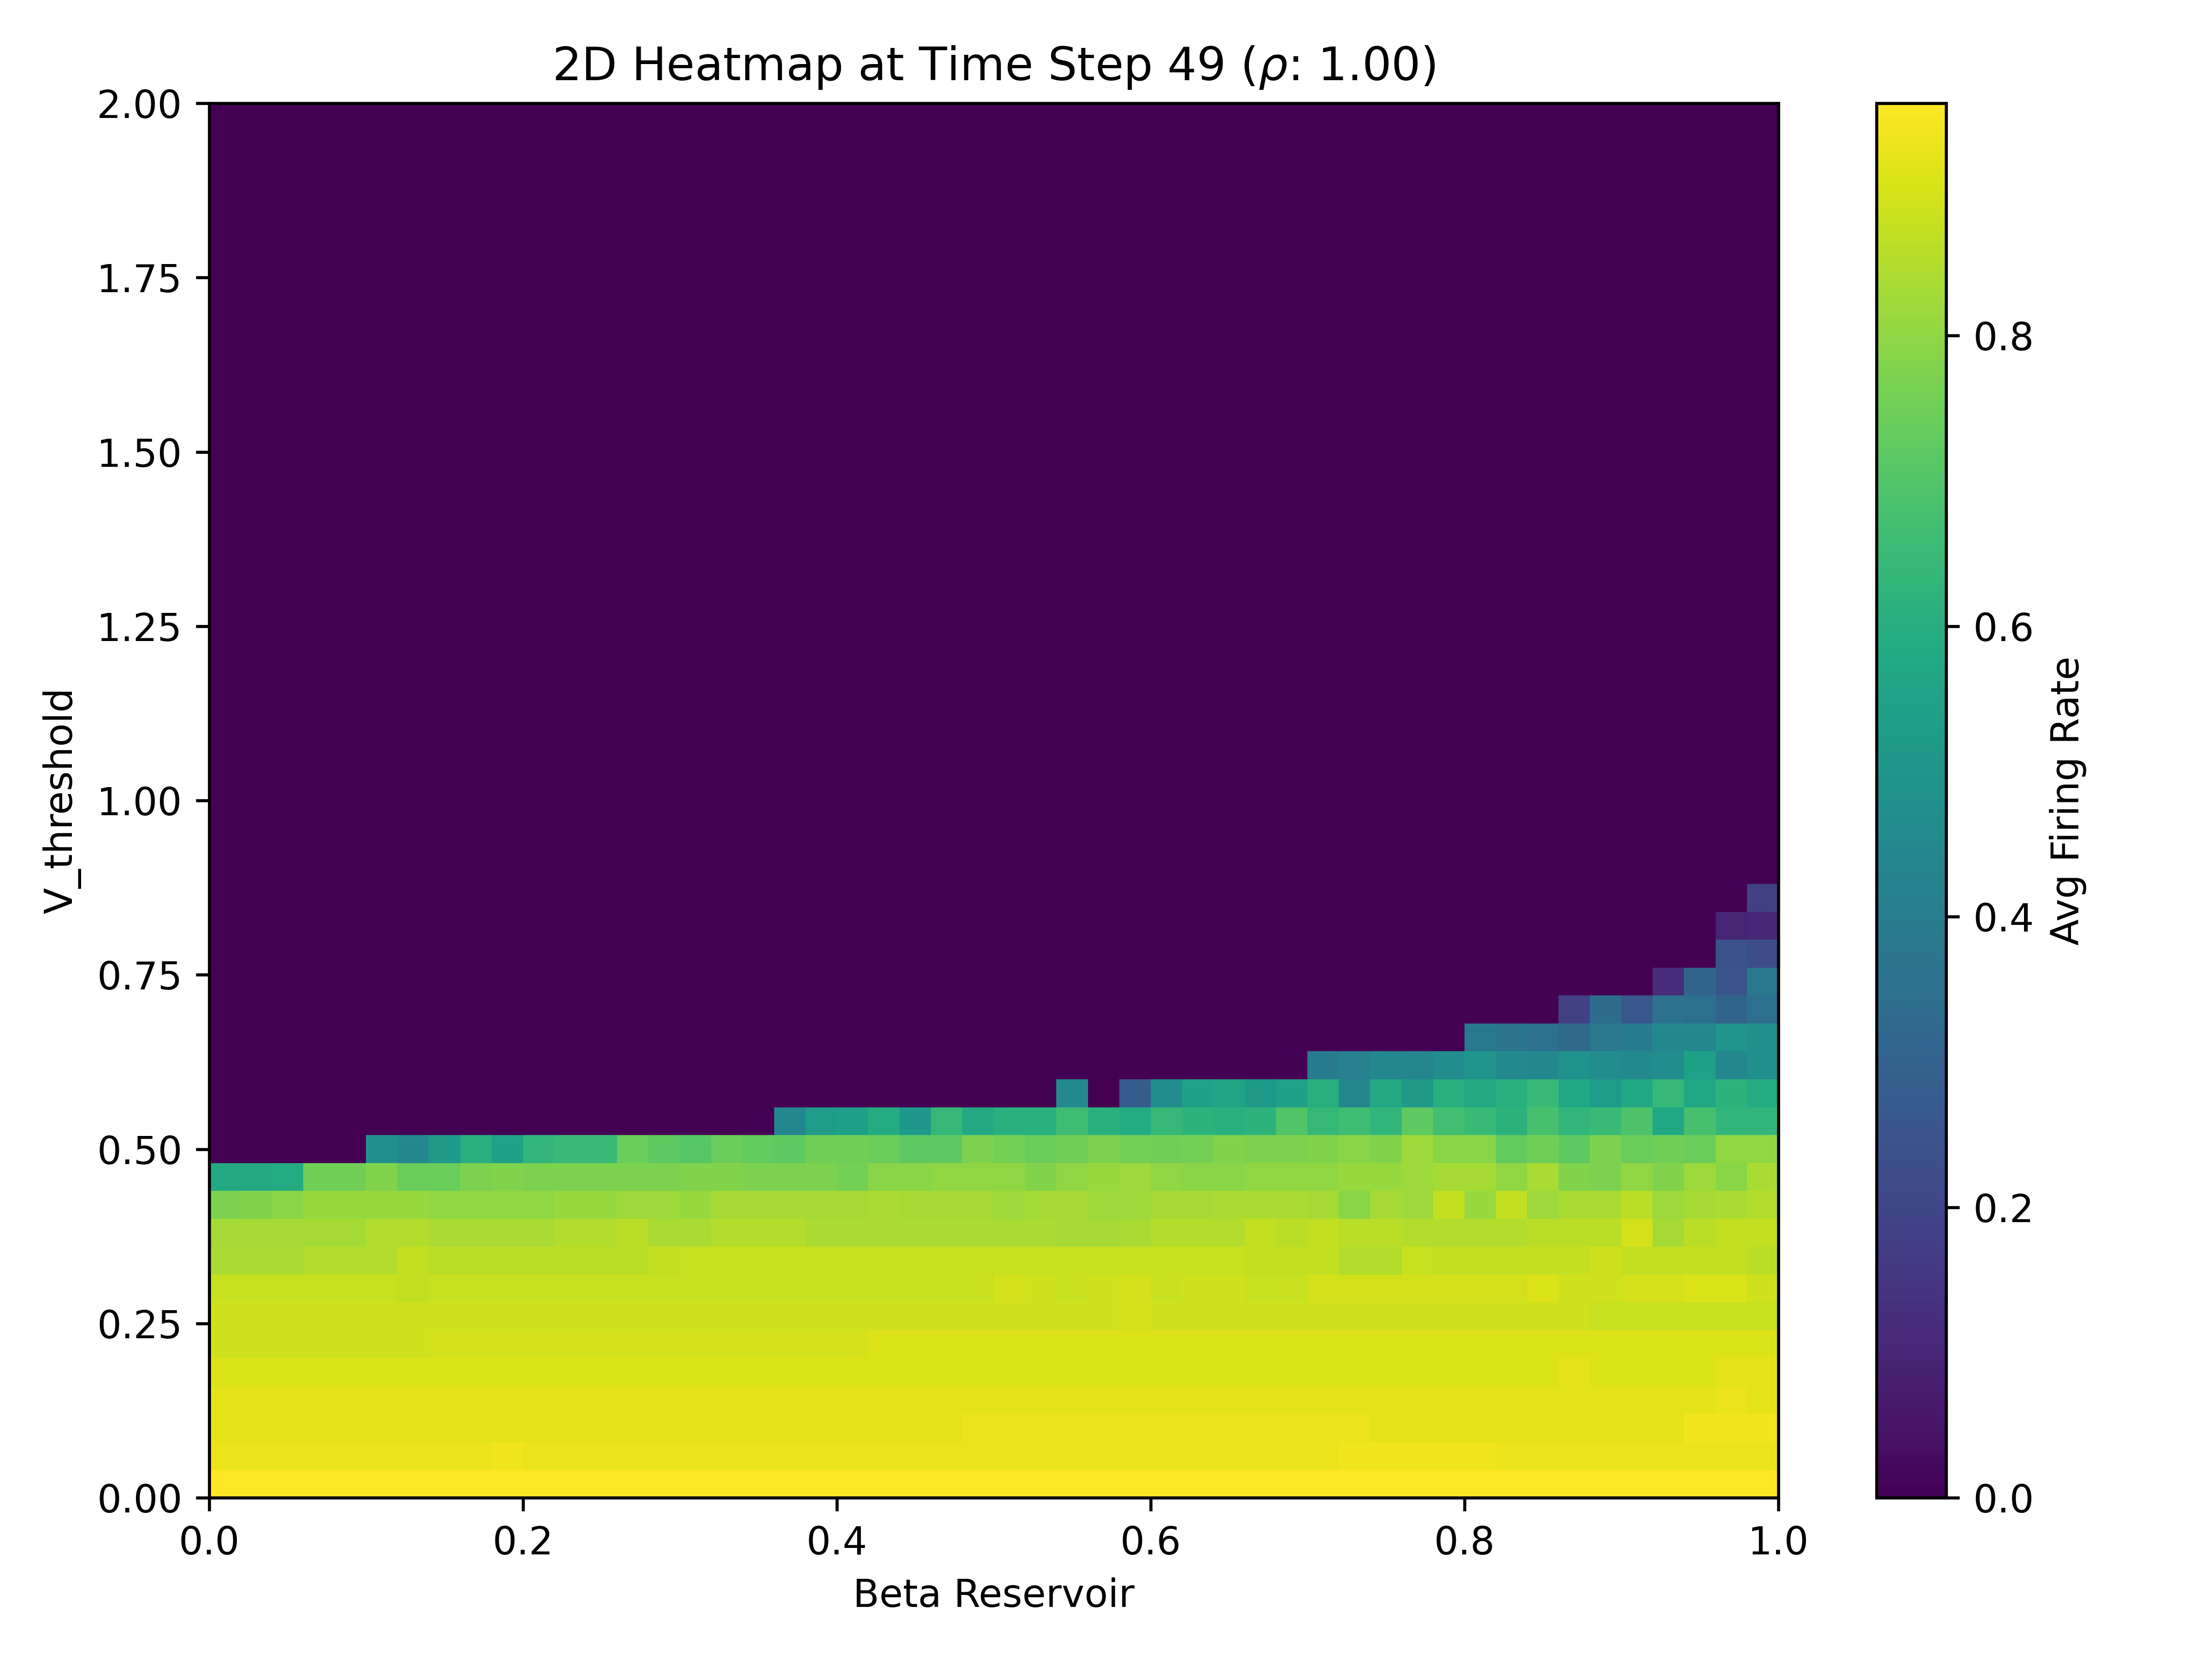 2D Heatmap at Time Step 49 (ρ: 1.00)
V_threshold
2.00
1.75
1.50
1.25
1.00
0.75
0.50
0.25
0.00
0.0 0.2 0.4 0.6 0.8 1.0
Beta Reservoir
0.8
0.6
0.4
0.2
0.0
Avg Firing Rate